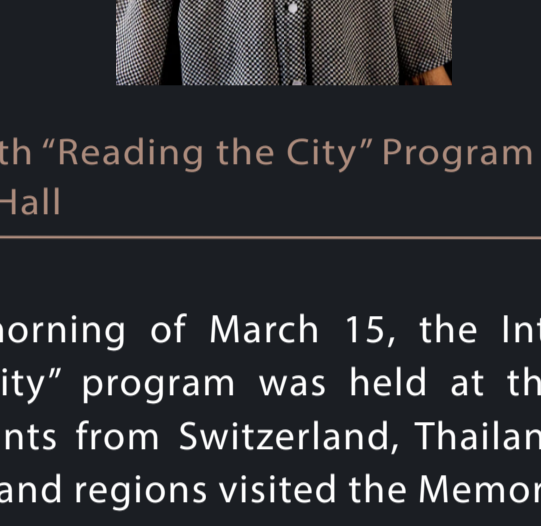 th “Reading the City” Program
Hall
morning of March 15, the Int
ity” program was held at th
nts from Switzerland, Thailan
and regions visited the Memor